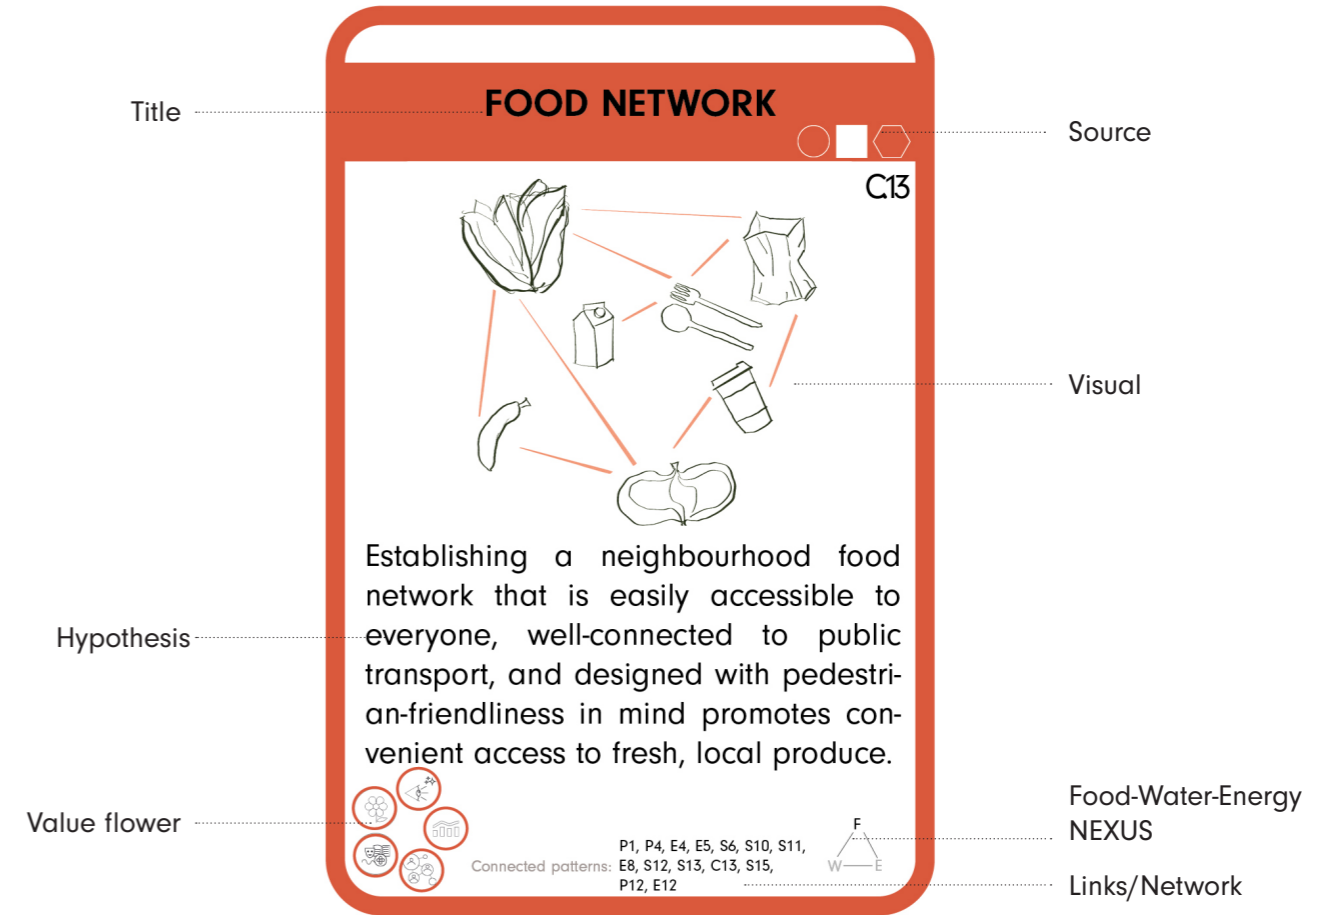 Title
FOOD NETWORK
Source
C13
Visual
Establishing a neighbourhood food
network that is easily accessible to
everyone, well-connected to public
transport, and designed with pedestri-
an-friendliness in mind promotes con-
venient access to fresh, local produce.
Hypothesis
Value flower
Connected patterns:
P1, P4, E4, E5, S6, S10, S11,
E8, S12, S13, C13, S15,
P12, E12
F
W
E
Food-Water-Energy
NEXUS
Links/Network